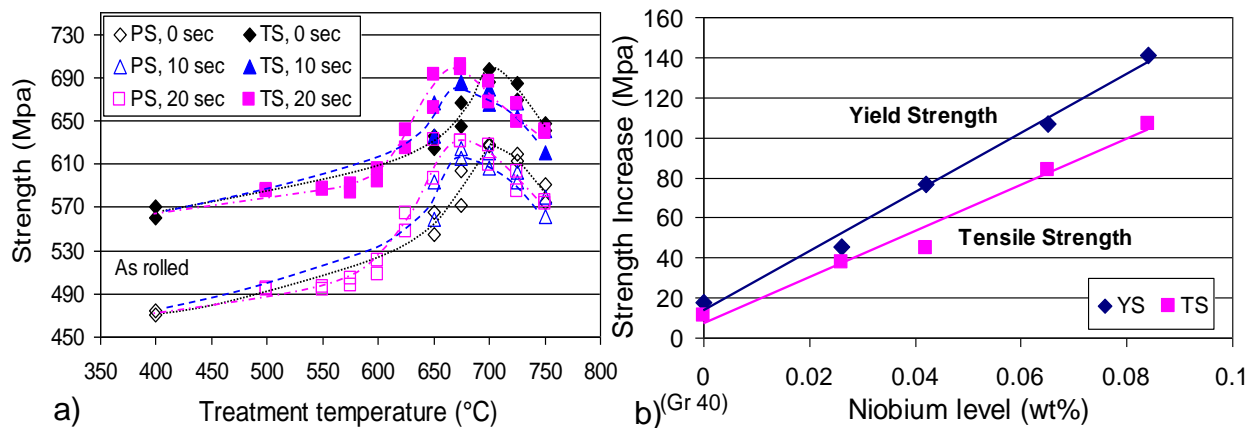 730
690
650
610
570
530
490
450
Strength (Mpa)
PS, 0 sec TS, 0 sec
PS, 10 sec TS, 10 sec
PS, 20 sec TS, 20 sec
As rolled
350 400 450 500 550 600 650 700 750 800
a) Treatment temperature (°C)
160
140
120
100
80
60
40
20
0
Strength Increase (Mpa)
Yield Strength
Tensile Strength
YS TS
0 0.02 0.04 0.06 0.08 0.1
b) (Gr 40) Niobium level (wt%)